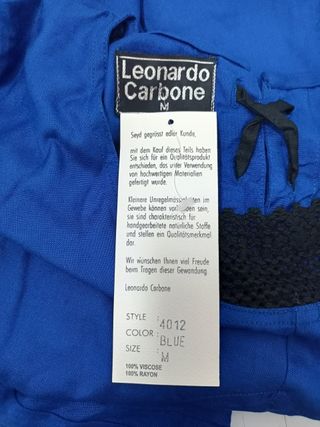 Leonardo
Carbone
M
Seyd gegrüsst edler Kunde,
mit dem Kauf dieses Teils haben
Sie sich für ein Qualitätsprodukt
entschieden, das unter Verwendung
von hochwertigen Materialien
gefertigt wurde.
Kleinere Unregelmässigkeiten im
Gewebe können vorhanden sein,
sie sind charakteristisch für
handgearbeitete natürliche Stoffe
und stellen ein Qualitätsmerkmal
dar.
Wir wünschen Ihnen viel Freude
beim Tragen dieser Gewandung
Leonardo Carbone
STYLE : 4012
COLOR : BLUE
SIZE : M
100% VISCOSE
100% RAYON